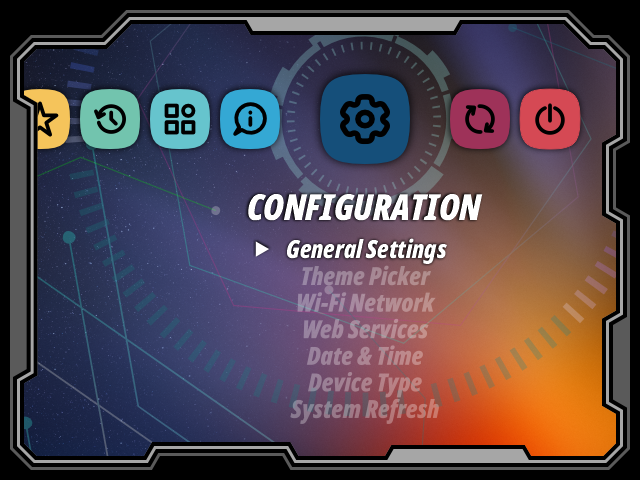 CONFIGURATION
General Settings
Theme Picker
Wi-Fi Network
Web Services
Date & Time
Device Type
System Refresh